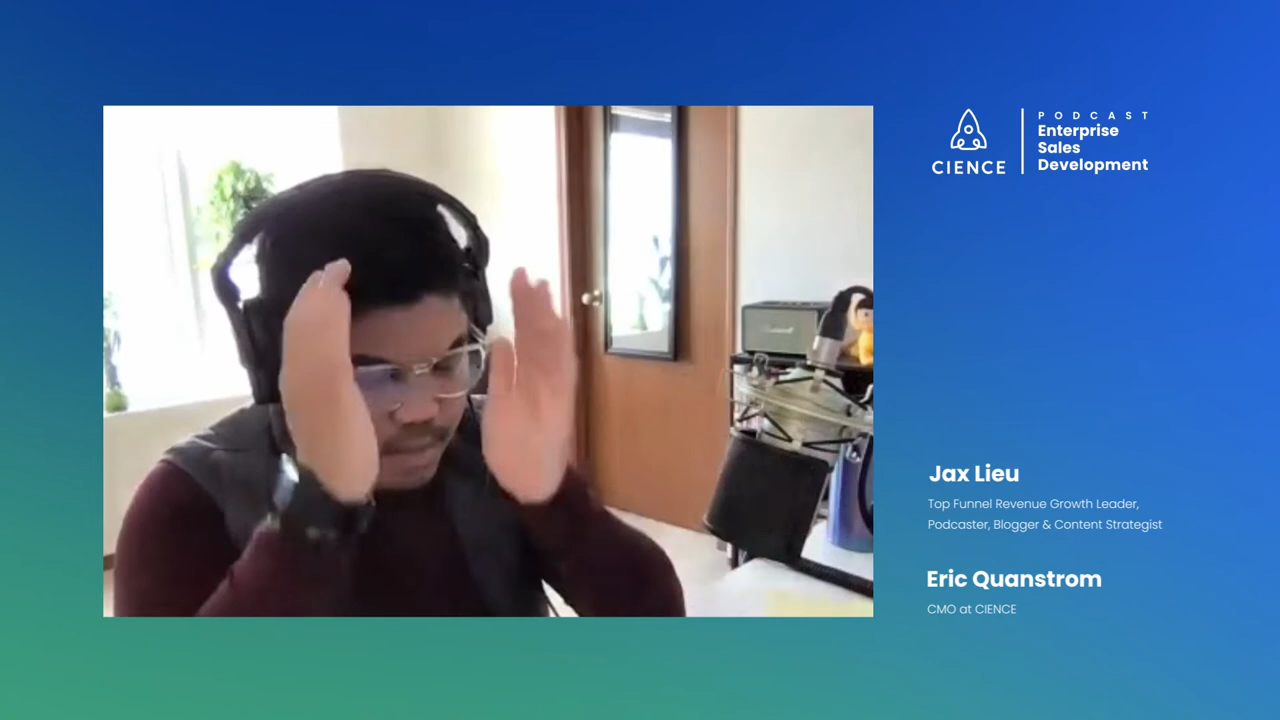 CIENCE
PODCAST
Enterprise
Sales
Development
Jax Lieu
Top Funnel Revenue Growth Leader,
Podcaster, Blogger & Content Strategist
Eric Quanstrom
CMO at CIENCE